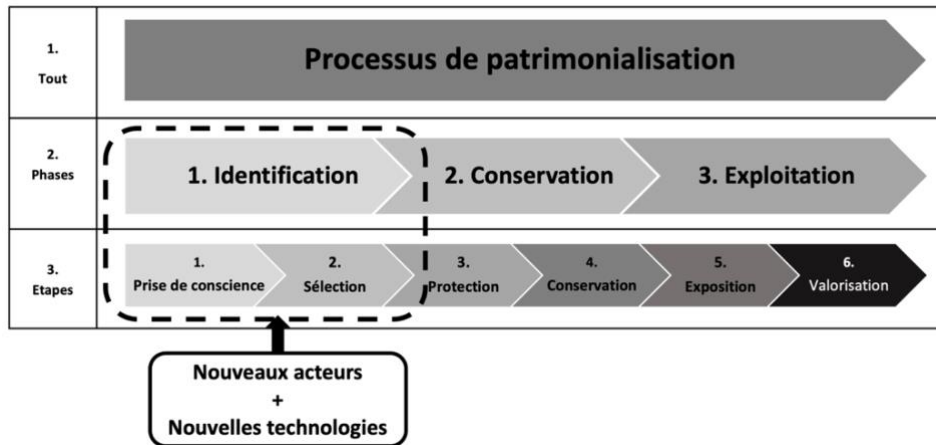 1.
Tout
Processus de patrimonialisation
2.
Phases
1. Identification
2. Conservation
3. Exploitation
3.
Etapes
1.
Prise de conscience
2.
Sélection
3.
Protection
4.
Conservation
5.
Exposition
6.
Valorisation
Nouveaux acteurs
+
Nouvelles technologies